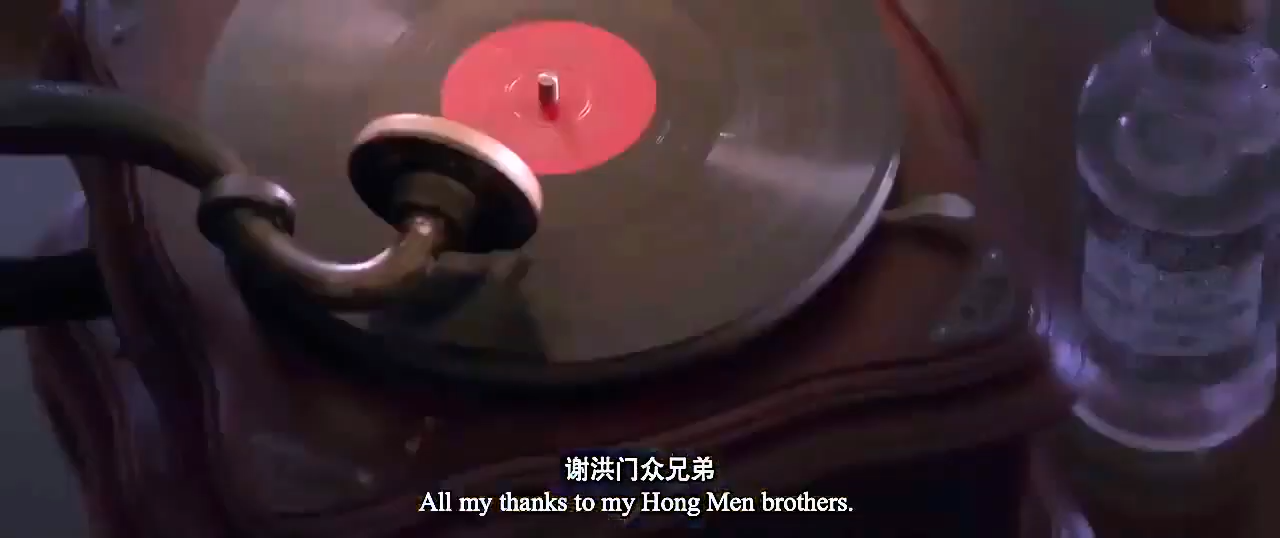 谢洪门众兄弟
All my thanks to my Hong Men brothers.